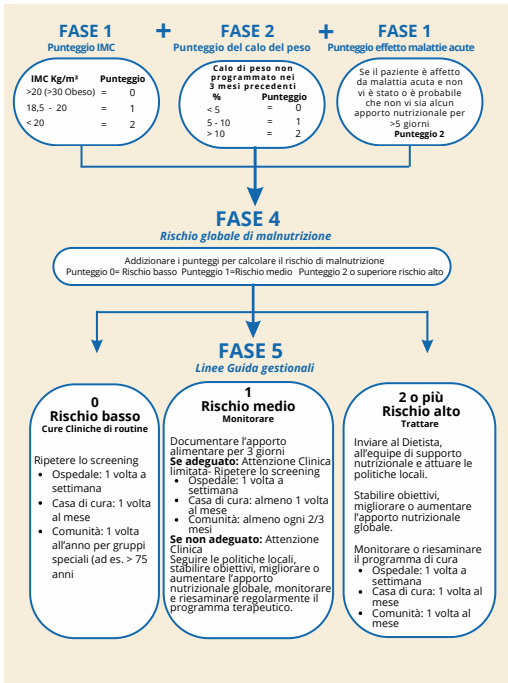 FASE 1
Punteggio IMC
+
FASE 2
Punteggio del calo del peso
+
FASE 1
Punteggio effetto malattie acute
IMC Kg/m³ Punteggio
>20 (>30 Obeso) = 0
18,5 - 20 = 1
< 20 = 2
Calo di peso non
programmato nei
3 mesi precedenti
% Punteggio
< 5 = 0
5 - 10 = 1
> 10 = 2
Se il paziente è affetto
da malattia acuta e non
vi è stato o è probabile
che non vi sia alcun
apporto nutrizionale per
>5 giorni
Punteggio 2
FASE 4
Rischio globale di malnutrizione
Addizionare i punteggi per calcolare il rischio di malnutrizione
Punteggio 0= Rischio basso Punteggio 1=Rischio medio Punteggio 2 o superiore rischio alto
FASE 5
Linee Guida gestionali
0
Rischio basso
Cure Cliniche di routine
Ripetere lo screening
• Ospedale: 1 volta a
settimana
• Casa di cura: 1 volta
al mese
• Comunità: 1 volta
all'anno per gruppi
speciali (ad es. > 75
anni
1
Rischio medio
Monitorare
Documentare l'apporto
alimentare per 3 giorni
Se adeguato: Attenzione Clinica
limitata- Ripetere lo screening
• Ospedale: 1 volta a
settimana
• Casa di cura: almeno 1 volta
al mese
• Comunità: almeno ogni 2/3
mesi
Se non adeguato: Attenzione
Clinica
Seguire le politiche locali,
stabilire obiettivi, migliorare o
aumentare l'apporto
nutrizionale globale, monitorare
e riesaminare regolarmente il
programma terapeutico.
2 o più
Rischio alto
Trattare
Inviare al Dietista,
all'equipe di supporto
nutrizionale e attuare le
politiche locali.
Stabilire obiettivi,
migliorare o aumentare
l'apporto nutrizionale
globale.
Monitorare o riesaminare
il programma di cura
• Ospedale: 1 volta a
settimana
• Casa di cura: 1 volta al
mese
• Comunità: 1 volta al
mese